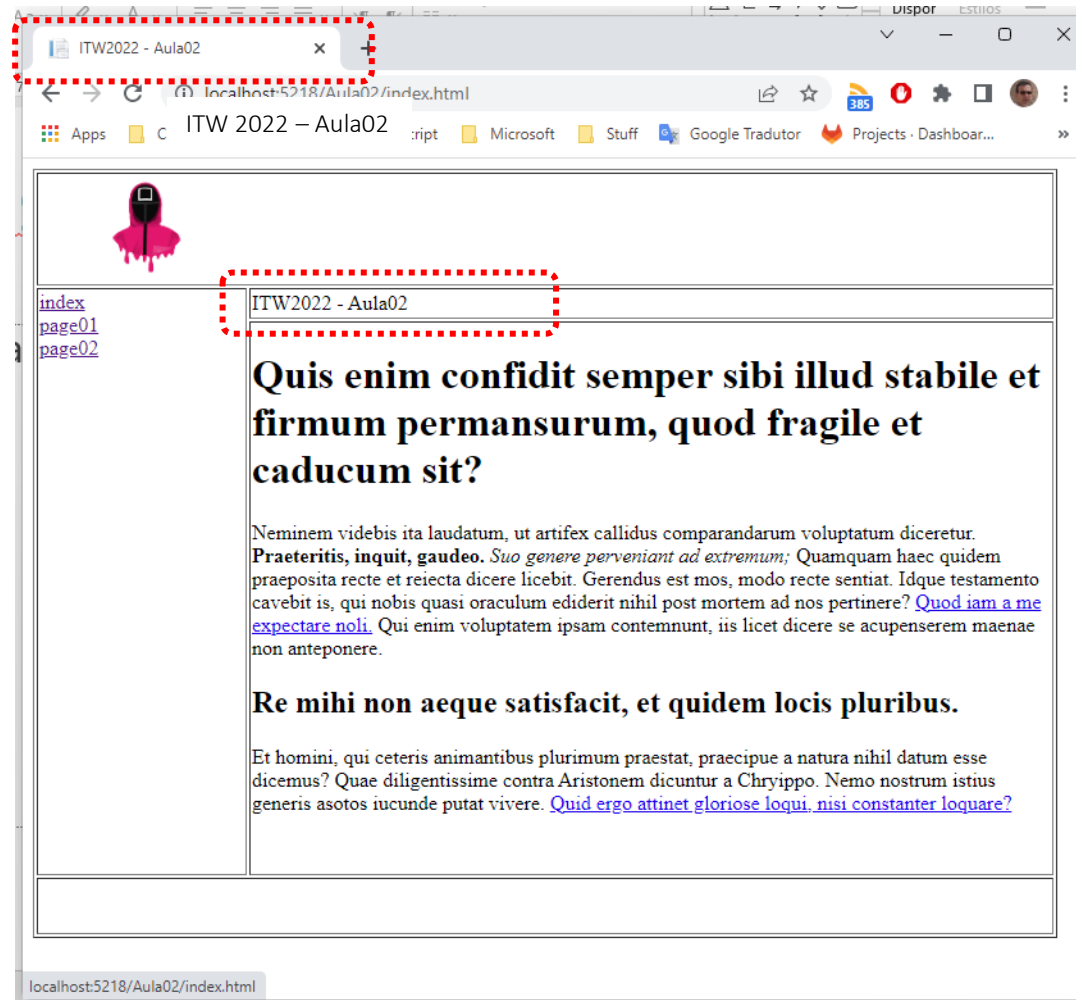 Dispor Estilos
ITW2022 - Aula02
localhost:5218/Aula02/index.html
385
Apps C ITW 2022 – Aula02 :ript Microsoft Stuff Google Tradutor Projects · Dashboar... »
index
page01
page02
ITW2022 - Aula02
Quis enim confidit semper sibi illud stabile et
firmum permansurum, quod fragile et
caducum sit?
Neminem videbis ita laudatum, ut artifex callidus comparandarum voluptatum diceretur.
Praeteritis, inquit, gaudeo. Suo genere perveniant ad extremum; Quamquam haec quidem
praeposita recte et reiecta dicere licebit. Gerendus est mos, modo recte sentiat. Idque testamento
cavebit is, qui nobis quasi oraculum ediderit nihil post mortem ad nos pertinere? Quod iam a me
expectare noli. Qui enim voluptatem ipsam contemnunt, iis licet dicere se acupenserem maenae
non anteponere.
Re mihi non aeque satisfacit, et quidem locis pluribus.
Et homini, qui ceteris animantibus plurimum praestat, praecipue a natura nihil datum esse
dicemus? Quae diligentissime contra Aristonem dicuntur a Chryippo. Nemo nostrum istius
generis asotos iucunde putat vivere. Quid ergo attinet gloriose loqui, nisi constanter loquare?
localhost:5218/Aula02/index.html